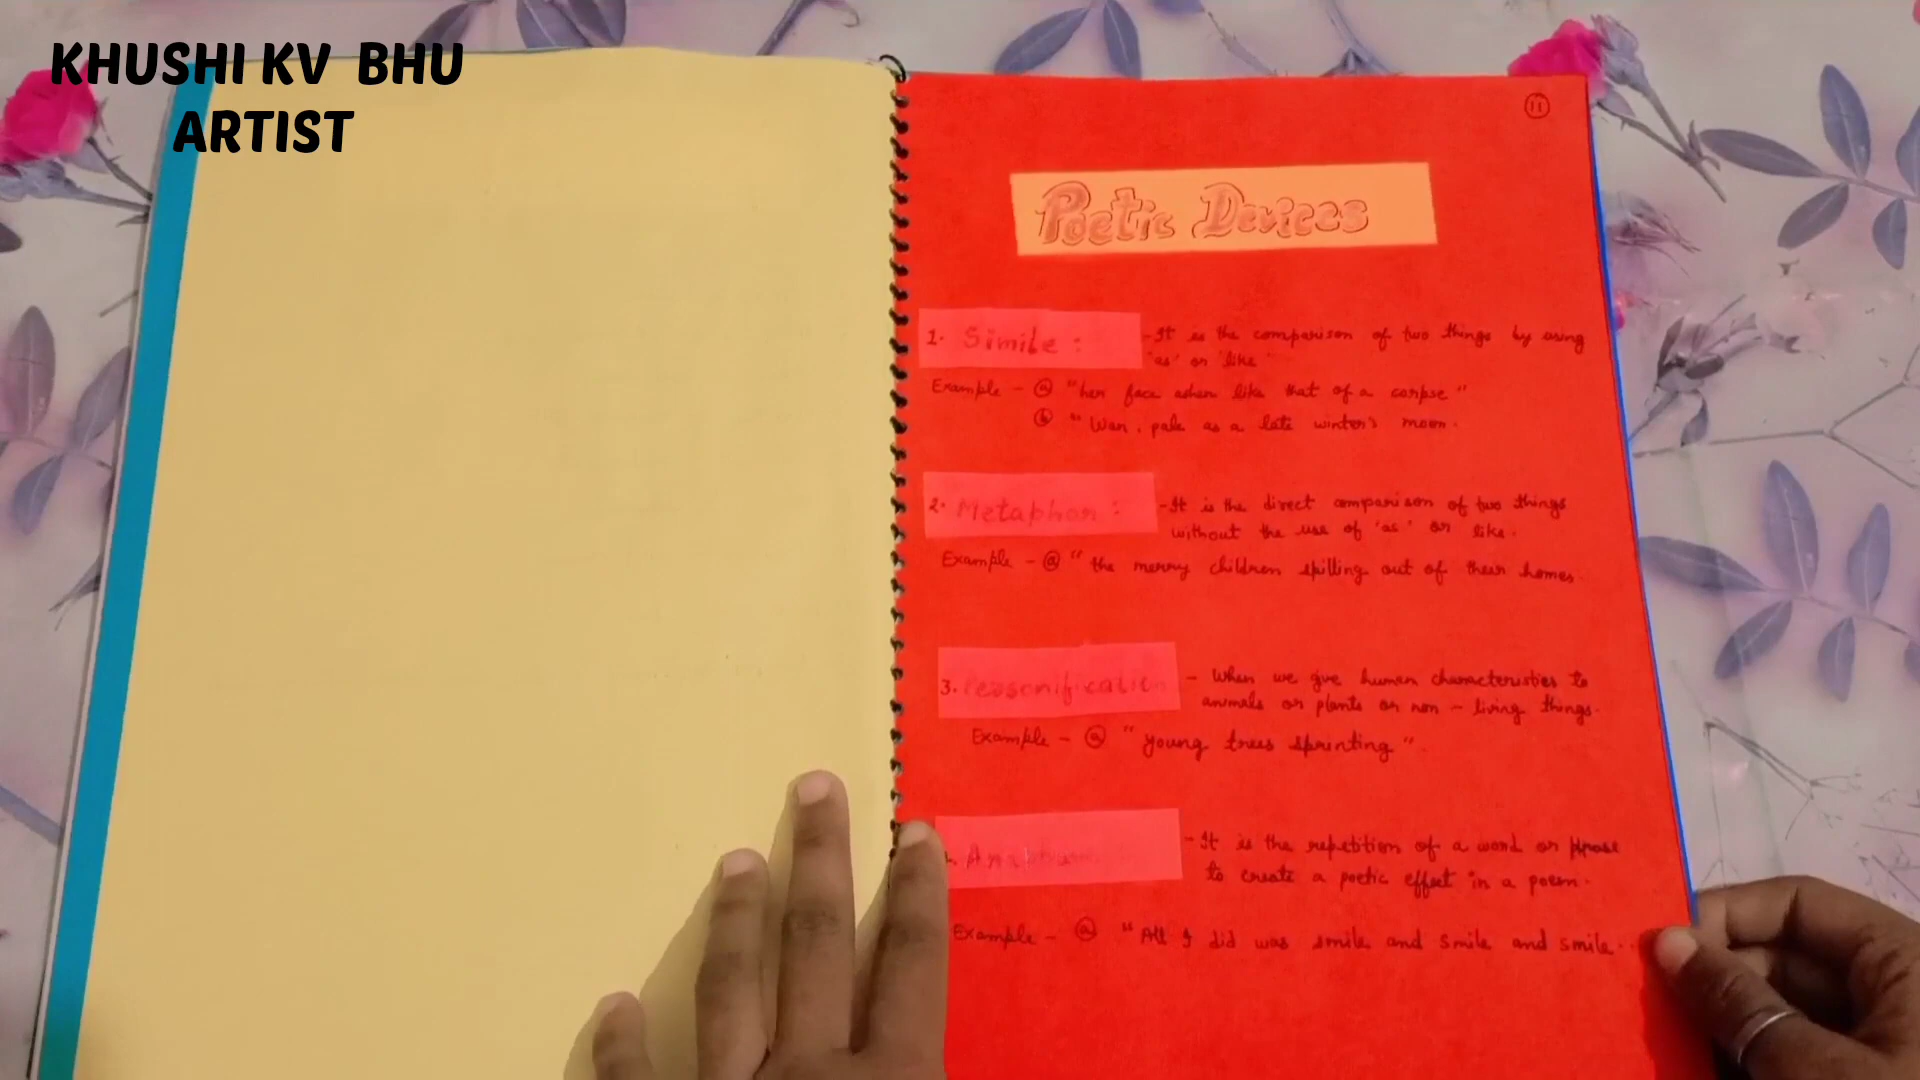 KHUSHI KV BHU
ARTIST
11
Poetic Devices
1. Simile :
- It is the comparison of two things by using
'as' or 'like'
Example - (a) "her face ashen like that of a corpse"
(b) "Wan, pale as a late winter's moon.
2. Metaphor :
- It is the direct comparison of two things
without the use of 'as' or like.
Example - (a) " the merry children spilling out of their homes.
3. Personification
- When we give human characteristics to
animals or plants or non - living things.
Example - (a) " young trees sprinting".
- It is the repetition of a word or
to create a poetic effect in a poem.
Example - (a) "All I did was smile and smile and smile...